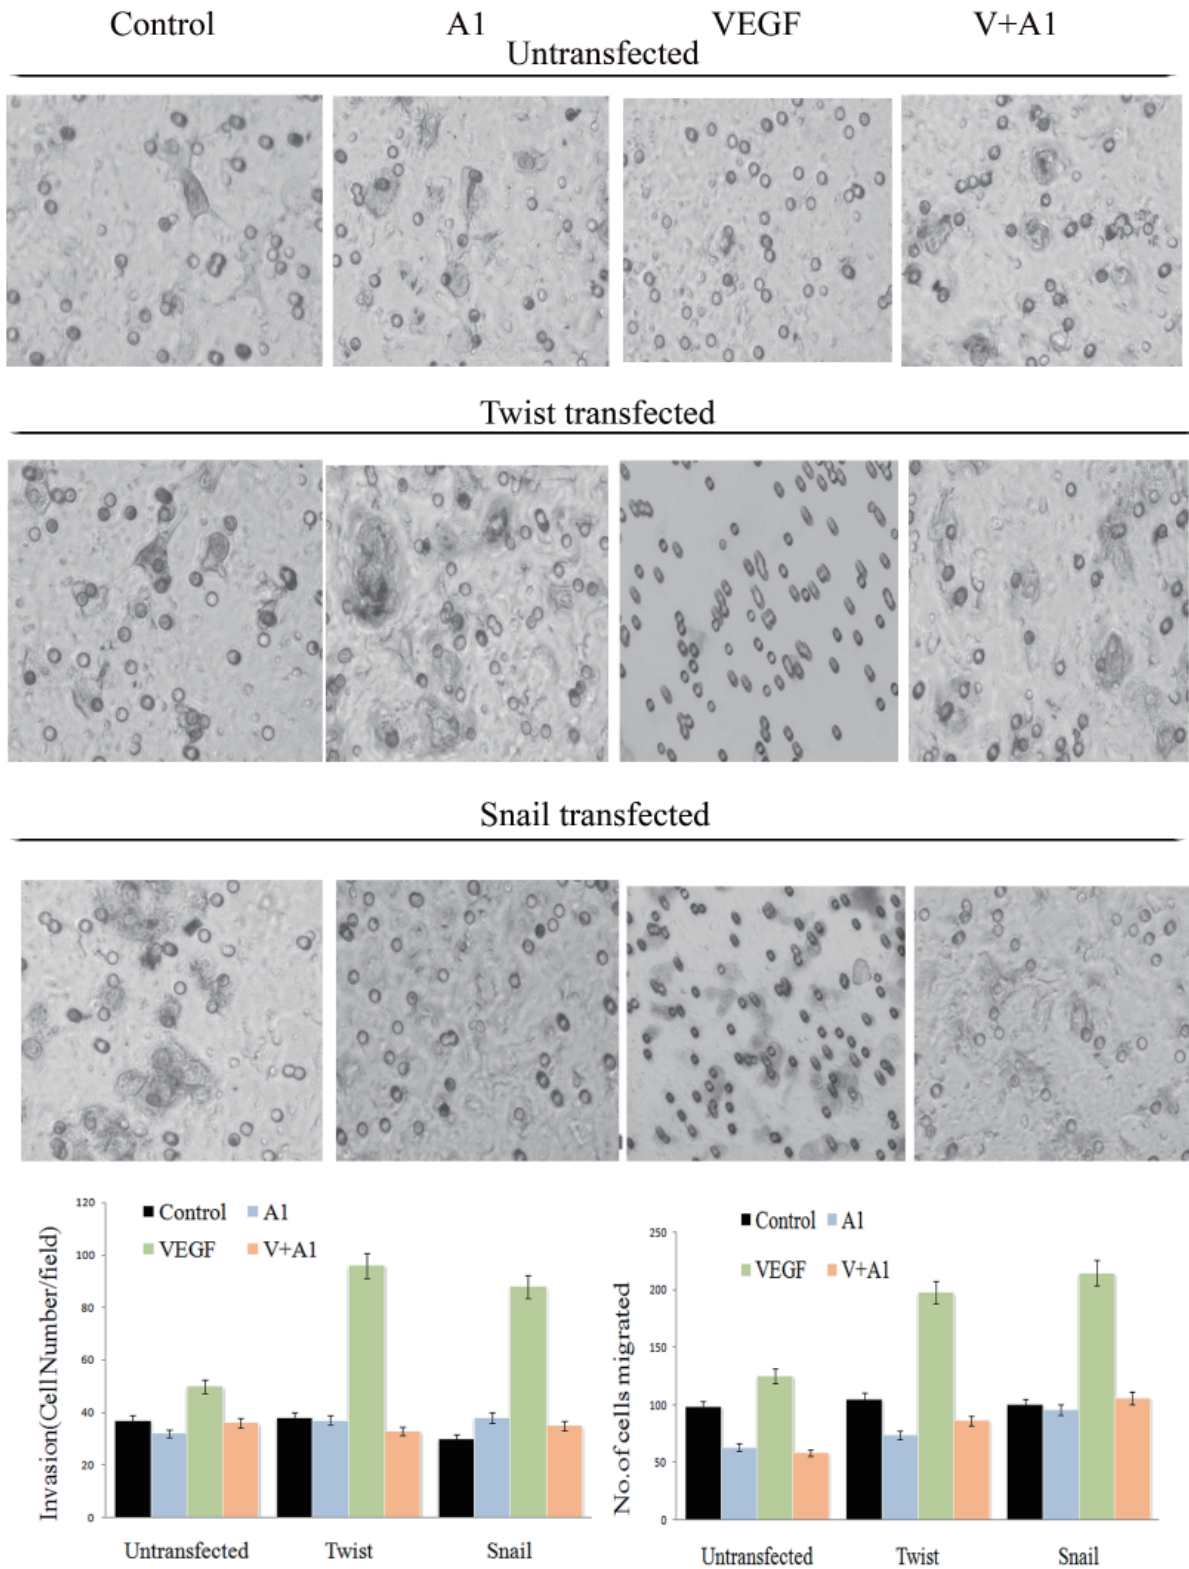 Control A1 VEGF V+A1
Untransfected
Twist transfected
Snail transfected
Invasion(Cell Number/field)
120
100
80
60
40
20
0
Control A1
VEGF V+A1
Untransfected Twist Snail
No.of cells migrated
250
200
150
100
50
0
Control A1
VEGF V+A1
Untransfected Twist Snail